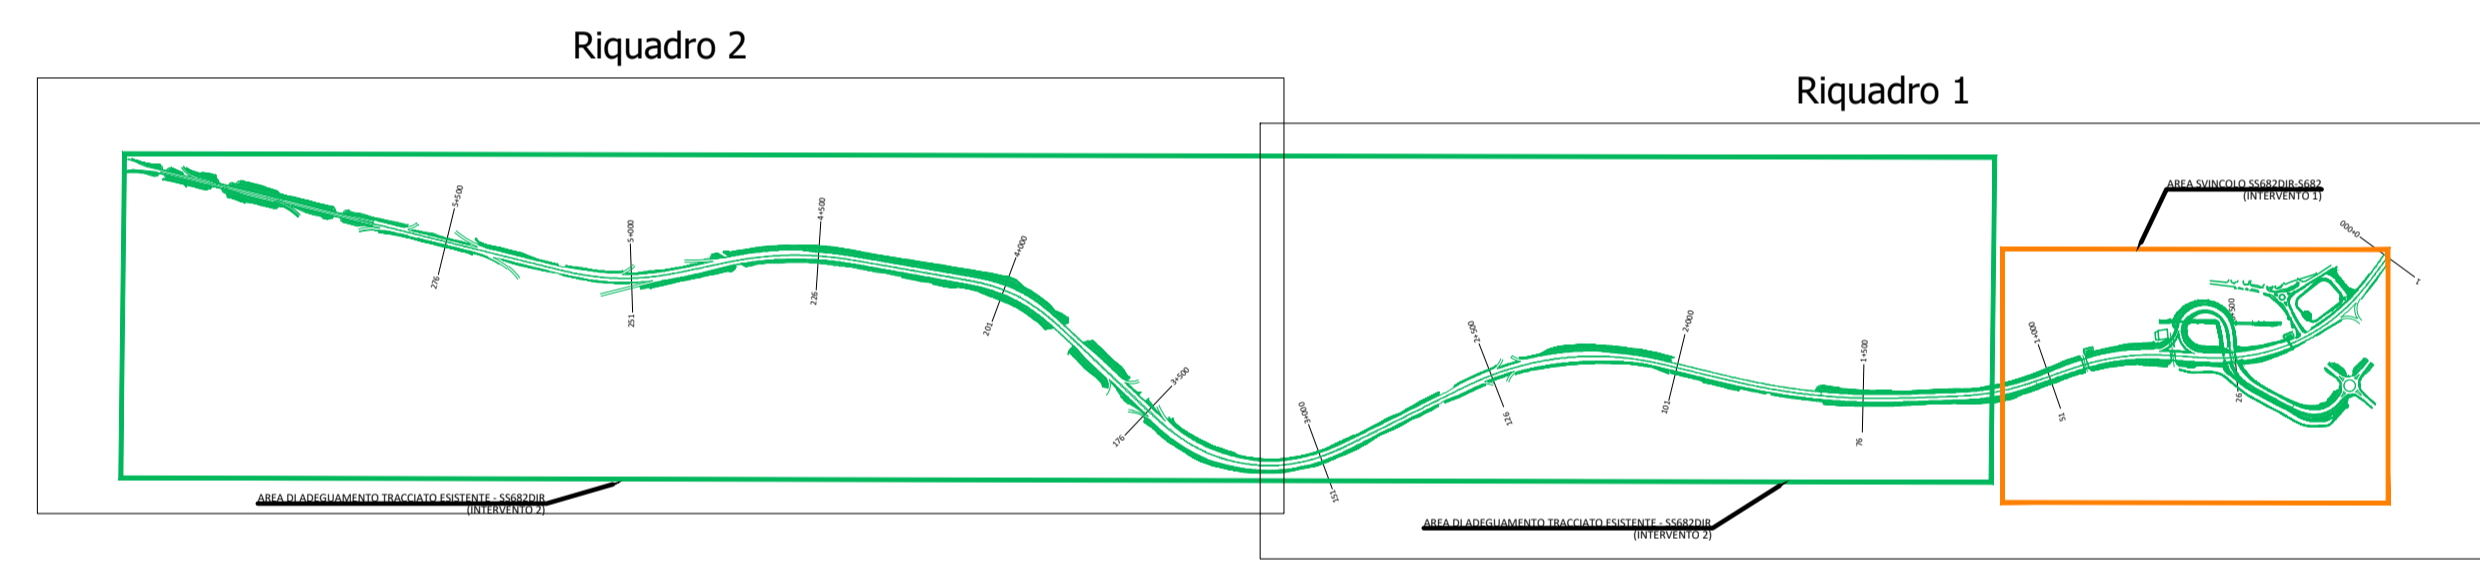 Riquadro 2
Riquadro 1
AREA SVINCOLO SS682DIR-S682
(INTERVENTO 1)
5+500
276
5+000
251
4+500
226
4+000
201
3+500
176
3+000
151
2+500
126
2+000
101
1+500
76
1+000
51
26
0+000
1
AREA DI ADEGUAMENTO TRACCIATO ESISTENTE - SS682DIR
(INTERVENTO 2)
AREA DI ADEGUAMENTO TRACCIATO ESISTENTE - SS682DIR
(INTERVENTO 2)